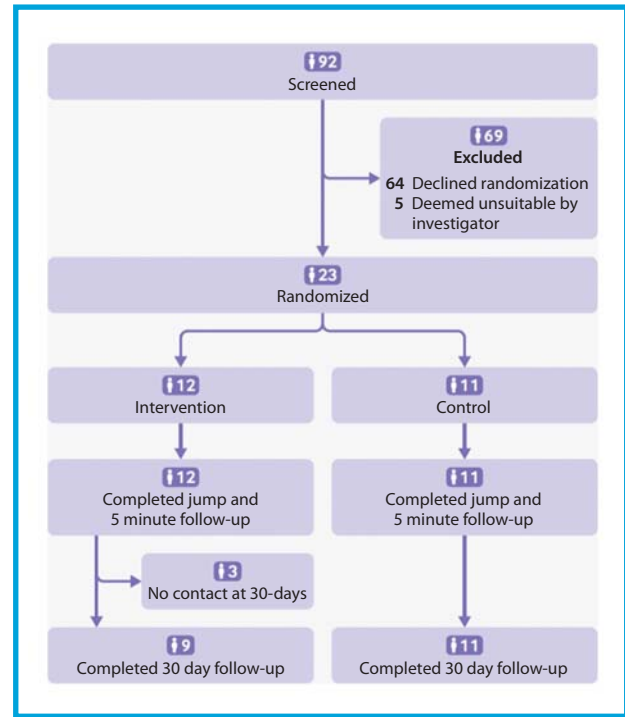 92
Screened
69
Excluded
64 Declined randomization
5 Deemed unsuitable by
investigator
23
Randomized
12
Intervention
11
Control
12
Completed jump and
5 minute follow-up
11
Completed jump and
5 minute follow-up
3
No contact at 30-days
9
Completed 30 day follow-up
11
Completed 30 day follow-up